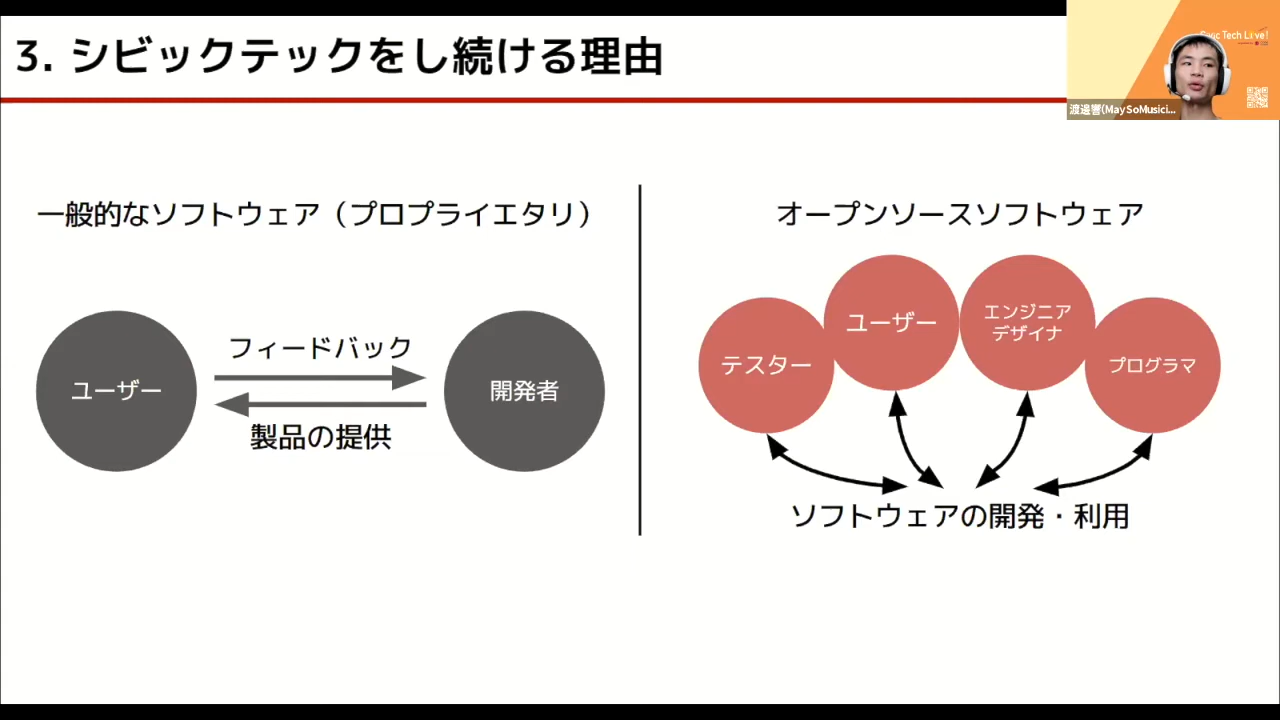 3. シビックテックをし続ける理由
Civic Tech Live!
渡邉響(May SoMusici...
一般的なソフトウェア（プロプライエタリ）
ユーザー
フィードバック
製品の提供
開発者
オープンソースソフトウェア
テスター
ユーザー
エンジニア
デザイナ
プログラマ
ソフトウェアの開発・利用